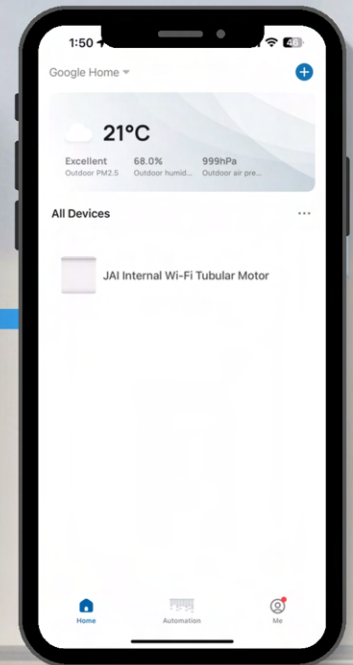 1:50
46
Google Home
21°C
Excellent 68.0% 999hPa
Outdoor PM2.5 Outdoor humid... Outdoor air pre...
All Devices
JAI Internal Wi-Fi Tubular Motor
Home Automation Me